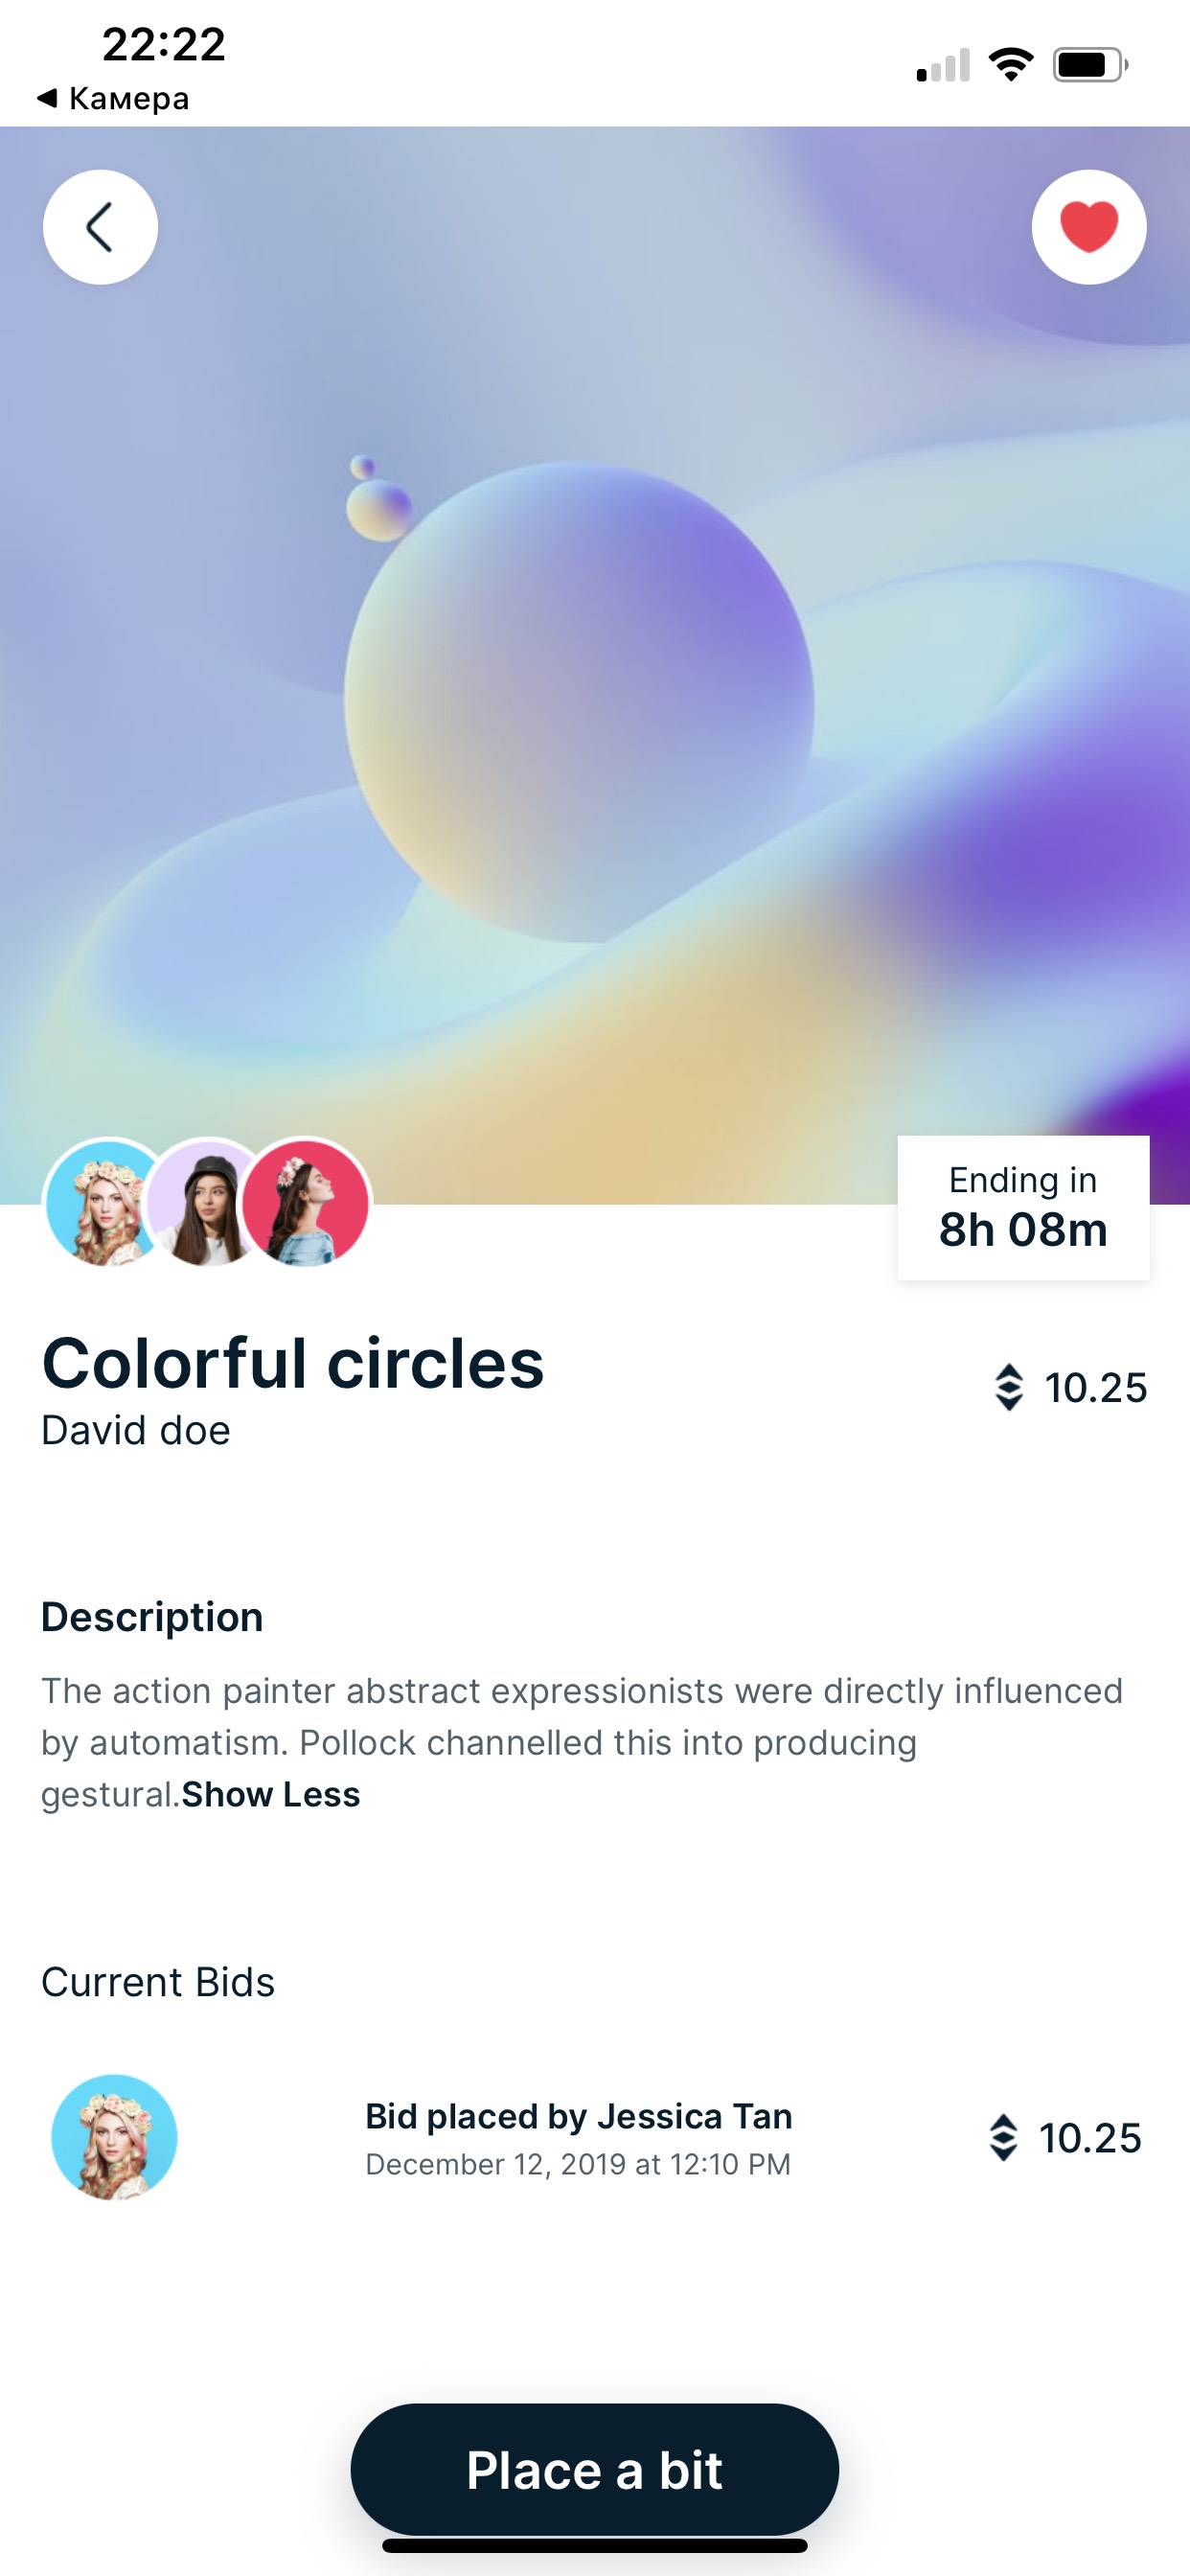 22:22
◀ Камера
Ending in
8h 08m
Colorful circles
10.25
David doe
Description
The action painter abstract expressionists were directly influenced
by automatism. Pollock channelled this into producing
gestural.Show Less
Current Bids
Bid placed by Jessica Tan
10.25
December 12, 2019 at 12:10 PM
Place a bit